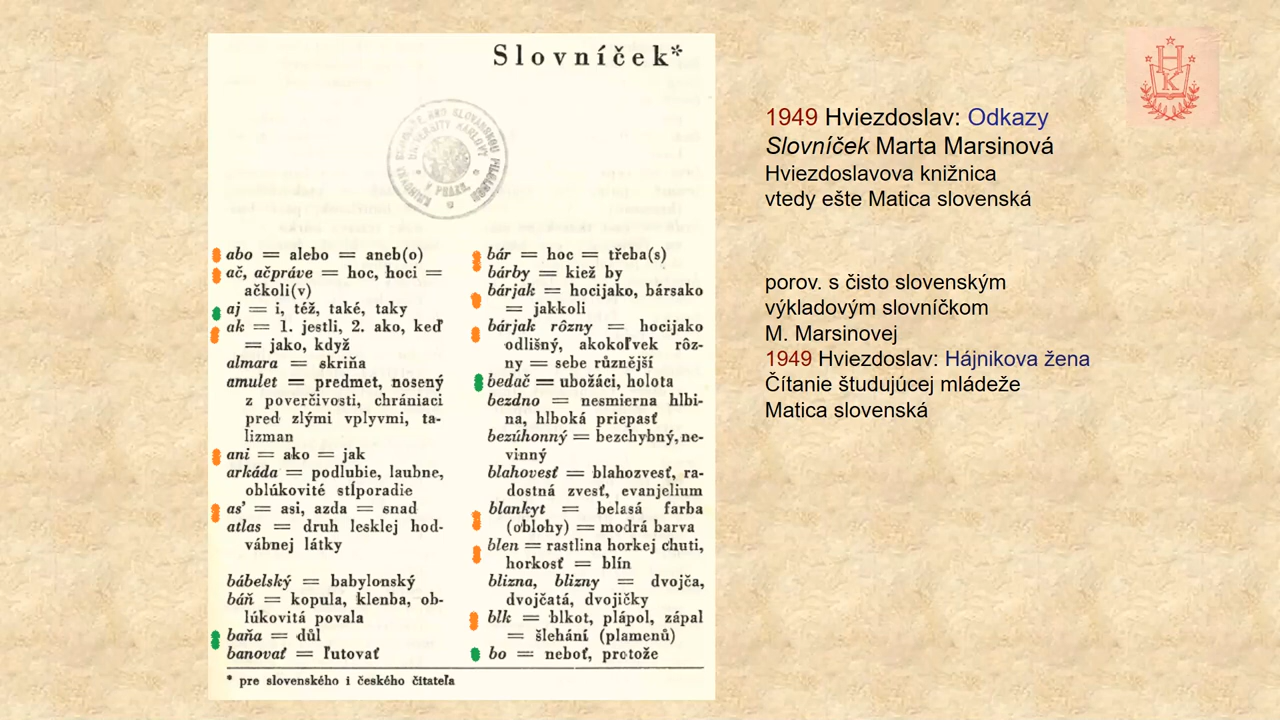 Slovníček*
KNIHOVNA
SLOVANSKOU FILOLOGII
UNIVERSITY KARLOVY
V PRAZE
abo = alebo = aneb(o)
ač, ačpráve = hoc, hoci =
ačkoli(v)
aj = i, též, také, taky
ak = 1. jestli, 2. ako, keď
= jako, když
almara = skriňa
amulet = predmet, nosený
z poverčivosti, chrániaci
pred zlými vplyvmi, ta-
lizman
ani = ako = jak
arkáda = podlubie, laubne,
oblúkovité stĺporadie
as' = asi, azda = snad
atlas = druh lesklej hod-
vábnej látky
bábelský = babylonský
báň = kopula, klenba, ob-
lúkovitá povala
baňa = důl
banovať = ľutovať
bár = hoc = třeba(s)
bárby = kiež by
bárjak = hocijako, bársako
= jakkoli
bárjak rôzny = hocijako
odlišný, akokoľvek rôz-
ny = sebe různější
bedač = ubožáci, holota
bezdno = nesmierna hlbi-
na, hlboká priepasť
bezúhonný = bezchybný, ne-
vinný
blahovesť = blahozvesť, ra-
dostná zvesť, evanjelium
blankyt = belasá farba
(oblohy) = modrá barva
blen = rastlina horkej chuti,
horkosť = blín
blizna, blizny = dvojča,
dvojčatá, dvojičky
blk = blkot, plápol, zápal
= šlehání (plamenů)
bo = neboť, protože
* pre slovenského i českého čitateľa
1949 Hviezdoslav: Odkazy
Slovníček Marta Marsinová
Hviezdoslavova knižnica
vtedy ešte Matica slovenská
porov. s čisto slovenským
výkladovým slovníčkom
M. Marsinovej
1949 Hviezdoslav: Hájnikova žena
Čítanie študujúcej mládeže
Matica slovenská
H
K